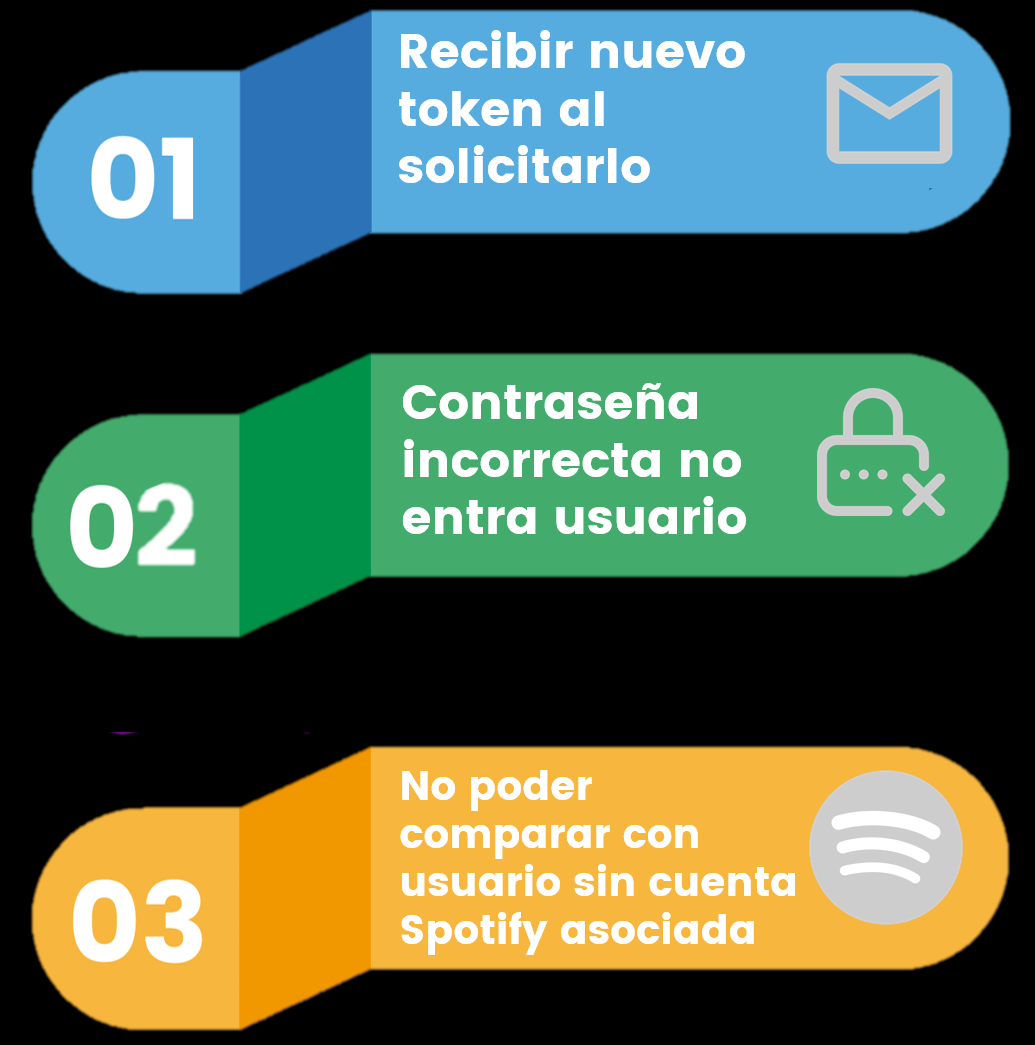 01
Recibir nuevo
token al
solicitarlo
02
Contraseña
incorrecta no
entra usuario
03
No poder
comparar con
usuario sin cuenta
Spotify asociada